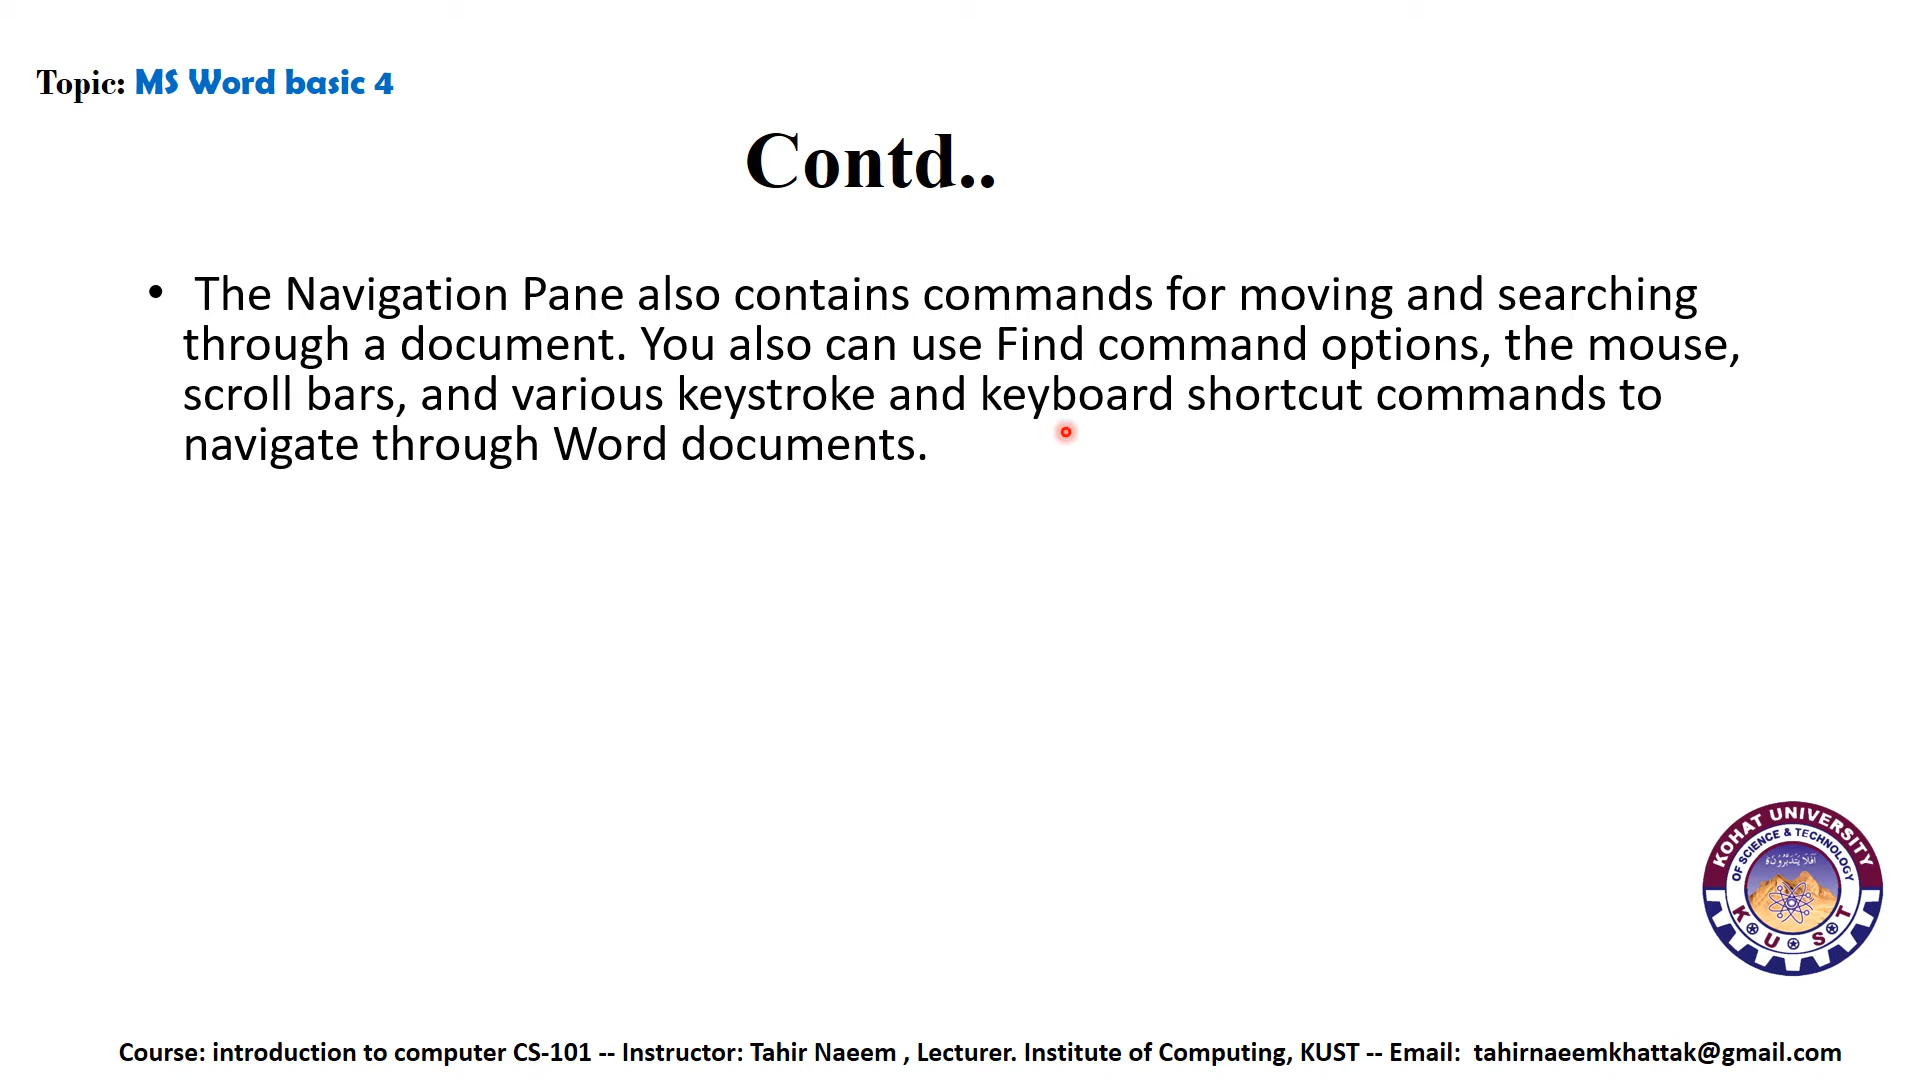 Topic: MS Word basic 4
Contd..
• The Navigation Pane also contains commands for moving and searching
through a document. You also can use Find command options, the mouse,
scroll bars, and various keystroke and keyboard shortcut commands to
navigate through Word documents.
KOHAT UNIVERSITY
OF SCIENCE & TECHNOLOGY
K U S T
Course: introduction to computer CS-101 -- Instructor: Tahir Naeem , Lecturer. Institute of Computing, KUST -- Email: tahirnaeemkhattak@gmail.com